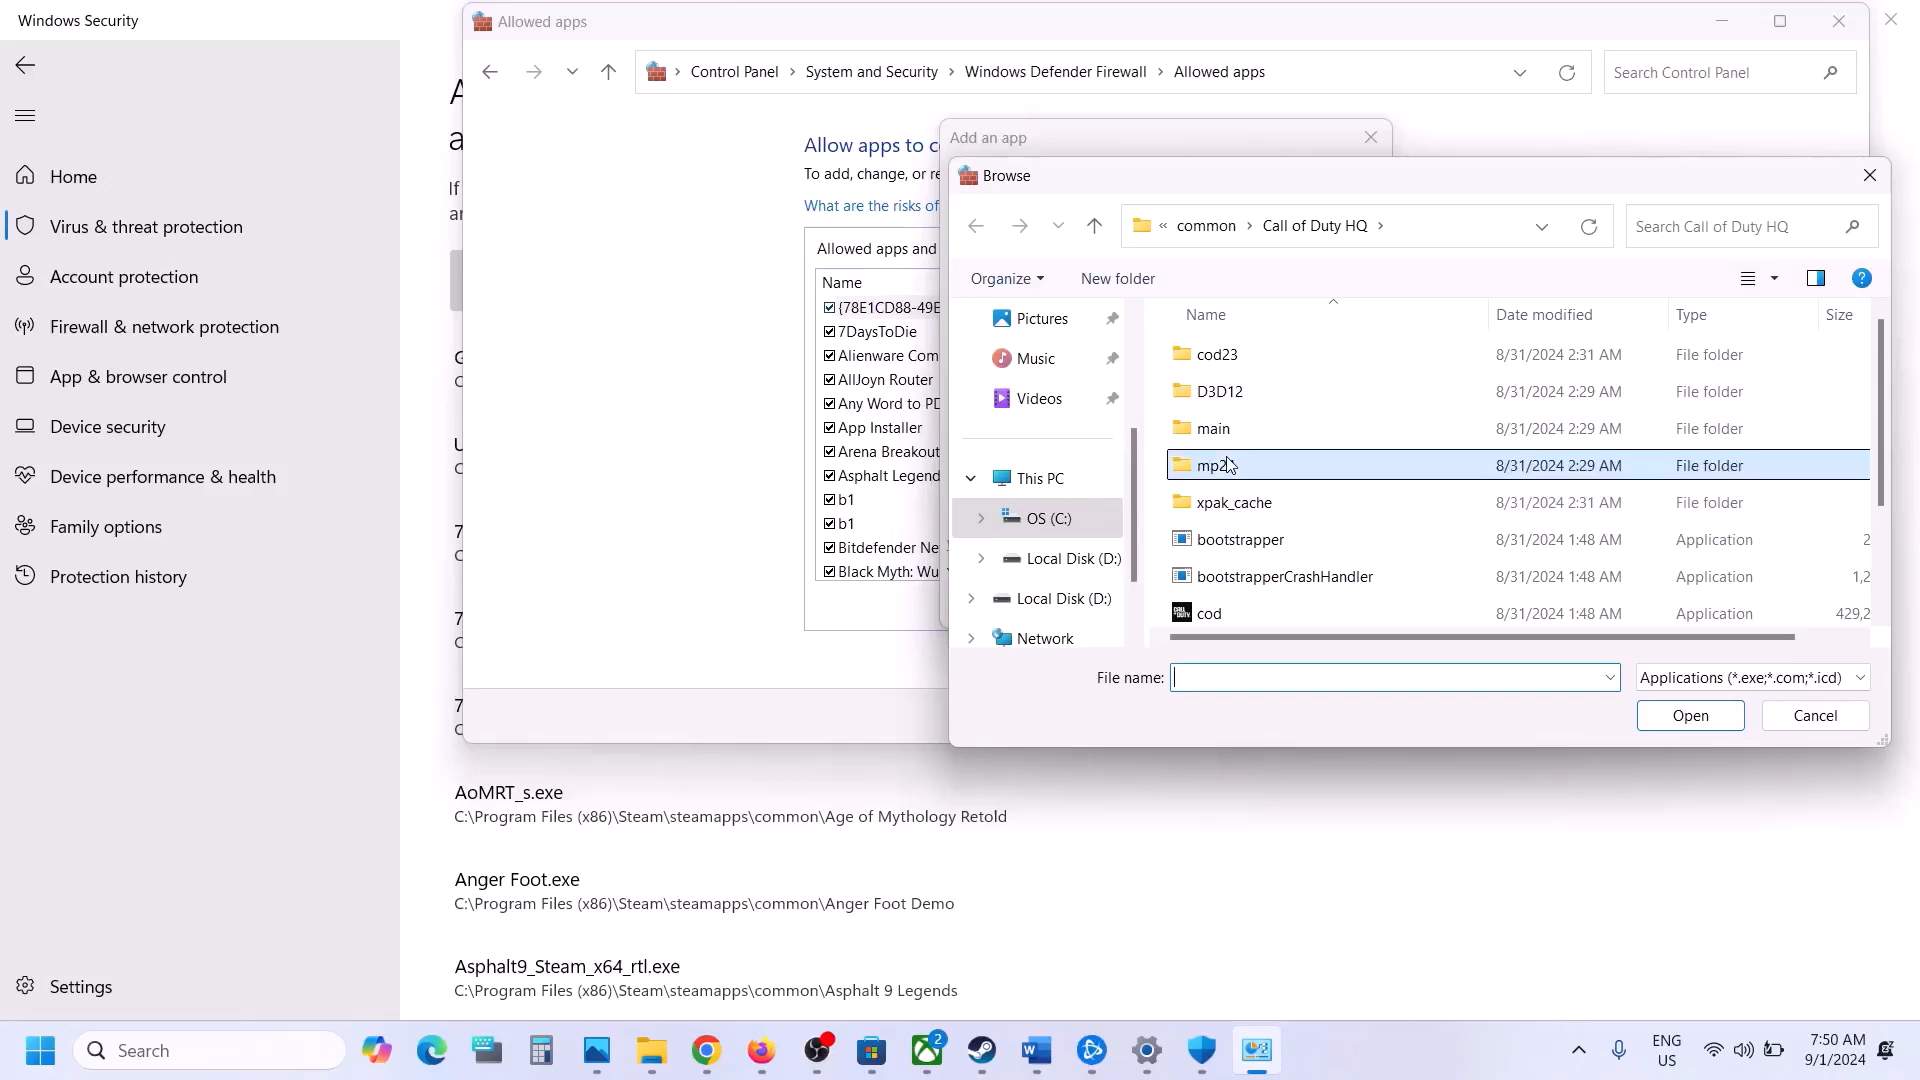 Windows Security
Home
Virus & threat protection
Account protection
Firewall & network protection
App & browser control
Device security
Device performance & health
Family options
Protection history
Settings
Allowed apps
Control Panel > System and Security > Windows Defender Firewall > Allowed apps
Search Control Panel
Allow apps to c
To add, change, or re
What are the risks of
Allowed apps and
Name
{78E1CD88-49E
7DaysToDie
Alienware Com
AllJoyn Router
Any Word to PD
App Installer
Arena Breakout
Asphalt Legend
b1
b1
Bitdefender Ne
Black Myth: Wu
Add an app
Browse
« common > Call of Duty HQ >
Search Call of Duty HQ
Organize
New folder
Pictures
Music
Videos
This PC
OS (C:)
Local Disk (D:)
Local Disk (D:)
Network
Name Date modified Type Size
cod23 8/31/2024 2:31 AM File folder
D3D12 8/31/2024 2:29 AM File folder
main 8/31/2024 2:29 AM File folder
8/31/2024 2:29 AM File folder
xpak_cache 8/31/2024 2:31 AM File folder
bootstrapper 8/31/2024 1:48 AM Application 2
bootstrapperCrashHandler 8/31/2024 1:48 AM Application 1,2
cod 8/31/2024 1:48 AM Application 429,2
File name:
Applications (*.exe;*.com;*.icd)
Open
Cancel
If
AoMRT_s.exe
C:\Program Files (x86)\Steam\steamapps\common\Age of Mythology Retold
Anger Foot.exe
C:\Program Files (x86)\Steam\steamapps\common\Anger Foot Demo
Asphalt9_Steam_x64_rtl.exe
C:\Program Files (x86)\Steam\steamapps\common\Asphalt 9 Legends
Search
2
ENG
US
7:50 AM
9/1/2024